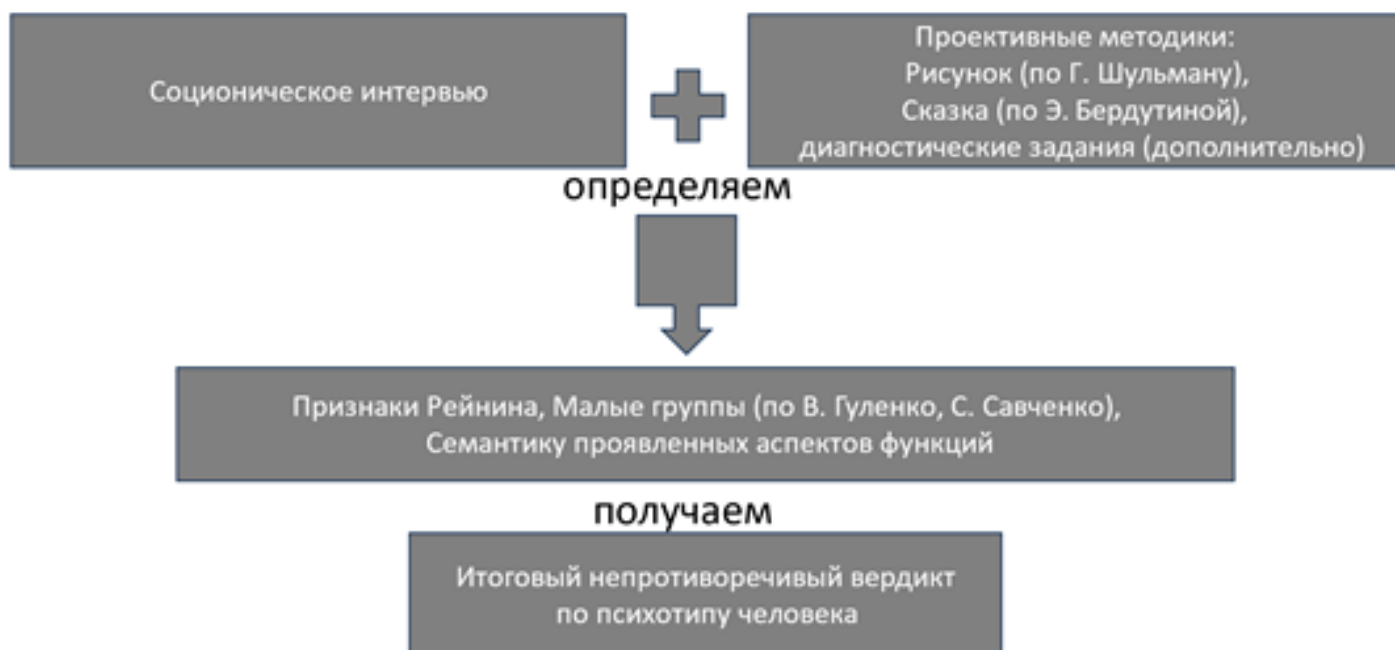 Соционическое интервью
Проективные методики:
Рисунок (по Г. Шульману),
Сказка (по Э. Бердутиной),
диагностические задания (дополнительно)
определяем
Признаки Рейнина, Малые группы (по В. Гуленко, С. Савченко),
Семантику проявленных аспектов функций
получаем
Итоговый непротиворечивый вердикт
по психотипу человека